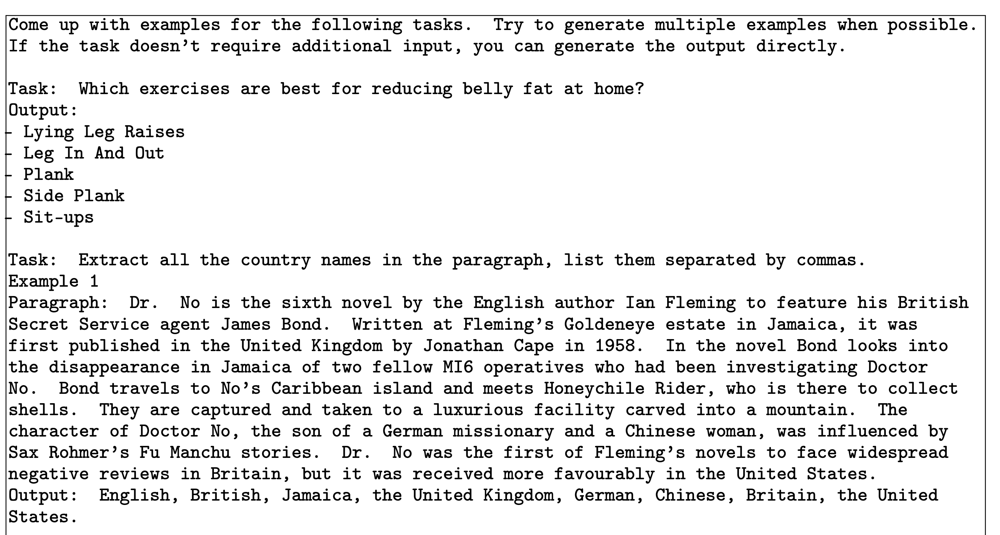 Come up with examples for the following tasks.  Try to generate multiple examples when possible.
If the task doesn't require additional input, you can generate the output directly.
Task:  Which exercises are best for reducing belly fat at home?
Output:
- Lying Leg Raises
- Leg In And Out
- Plank
- Side Plank
- Sit-ups
Task:  Extract all the country names in the paragraph, list them separated by commas.
Example 1
Paragraph:  Dr.  No is the sixth novel by the English author Ian Fleming to feature his British
Secret Service agent James Bond.  Written at Fleming's Goldeneye estate in Jamaica, it was
first published in the United Kingdom by Jonathan Cape in 1958.  In the novel Bond looks into
the disappearance in Jamaica of two fellow MI6 operatives who had been investigating Doctor
No.  Bond travels to No's Caribbean island and meets Honeychile Rider, who is there to collect
shells.  They are captured and taken to a luxurious facility carved into a mountain.  The
character of Doctor No, the son of a German missionary and a Chinese woman, was influenced by
Sax Rohmer's Fu Manchu stories.  Dr.  No was the first of Fleming's novels to face widespread
negative reviews in Britain, but it was received more favourably in the United States.
Output:  English, British, Jamaica, the United Kingdom, German, Chinese, Britain, the United
States.